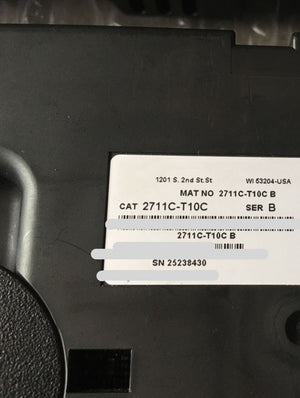 1201 S. 2nd St.St WI 53204-USA
MAT NO 2711C-T10C B
CAT 2711C-T10C SER B
2711C-T10C B
SN 25238430